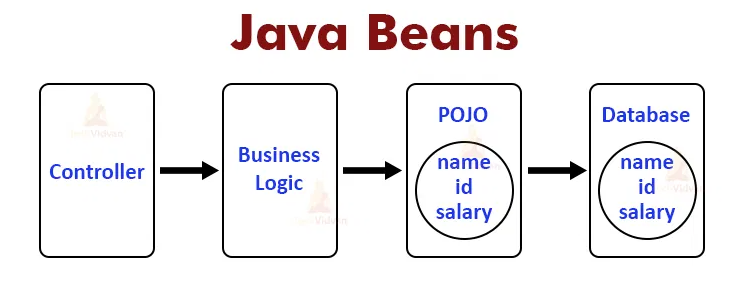 Java Beans
Controller
Business
Logic
POJO
name
id
salary
Database
name
id
salary